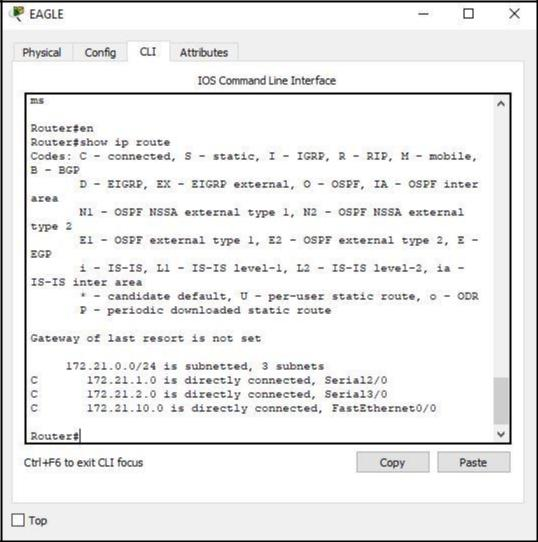 EAGLE
Physical Config CLI Attributes
IOS Command Line Interface
ms
Router#en
Router#show ip route
Codes: C - connected, S - static, I - IGRP, R - RIP, M - mobile,
B - BGP
D - EIGRP, EX - EIGRP external, O - OSPF, IA - OSPF inter
area
N1 - OSPF NSSA external type 1, N2 - OSPF NSSA external
type 2
E1 - OSPF external type 1, E2 - OSPF external type 2, E -
EGP
i - IS-IS, L1 - IS-IS level-1, L2 - IS-IS level-2, ia -
IS-IS inter area
* - candidate default, U - per-user static route, o - ODR
P - periodic downloaded static route
Gateway of last resort is not set
172.21.0.0/24 is subnetted, 3 subnets
C 172.21.1.0 is directly connected, Serial2/0
C 172.21.2.0 is directly connected, Serial3/0
C 172.21.10.0 is directly connected, FastEthernet0/0
Router#
Ctrl+F6 to exit CLI focus
Copy Paste
Top